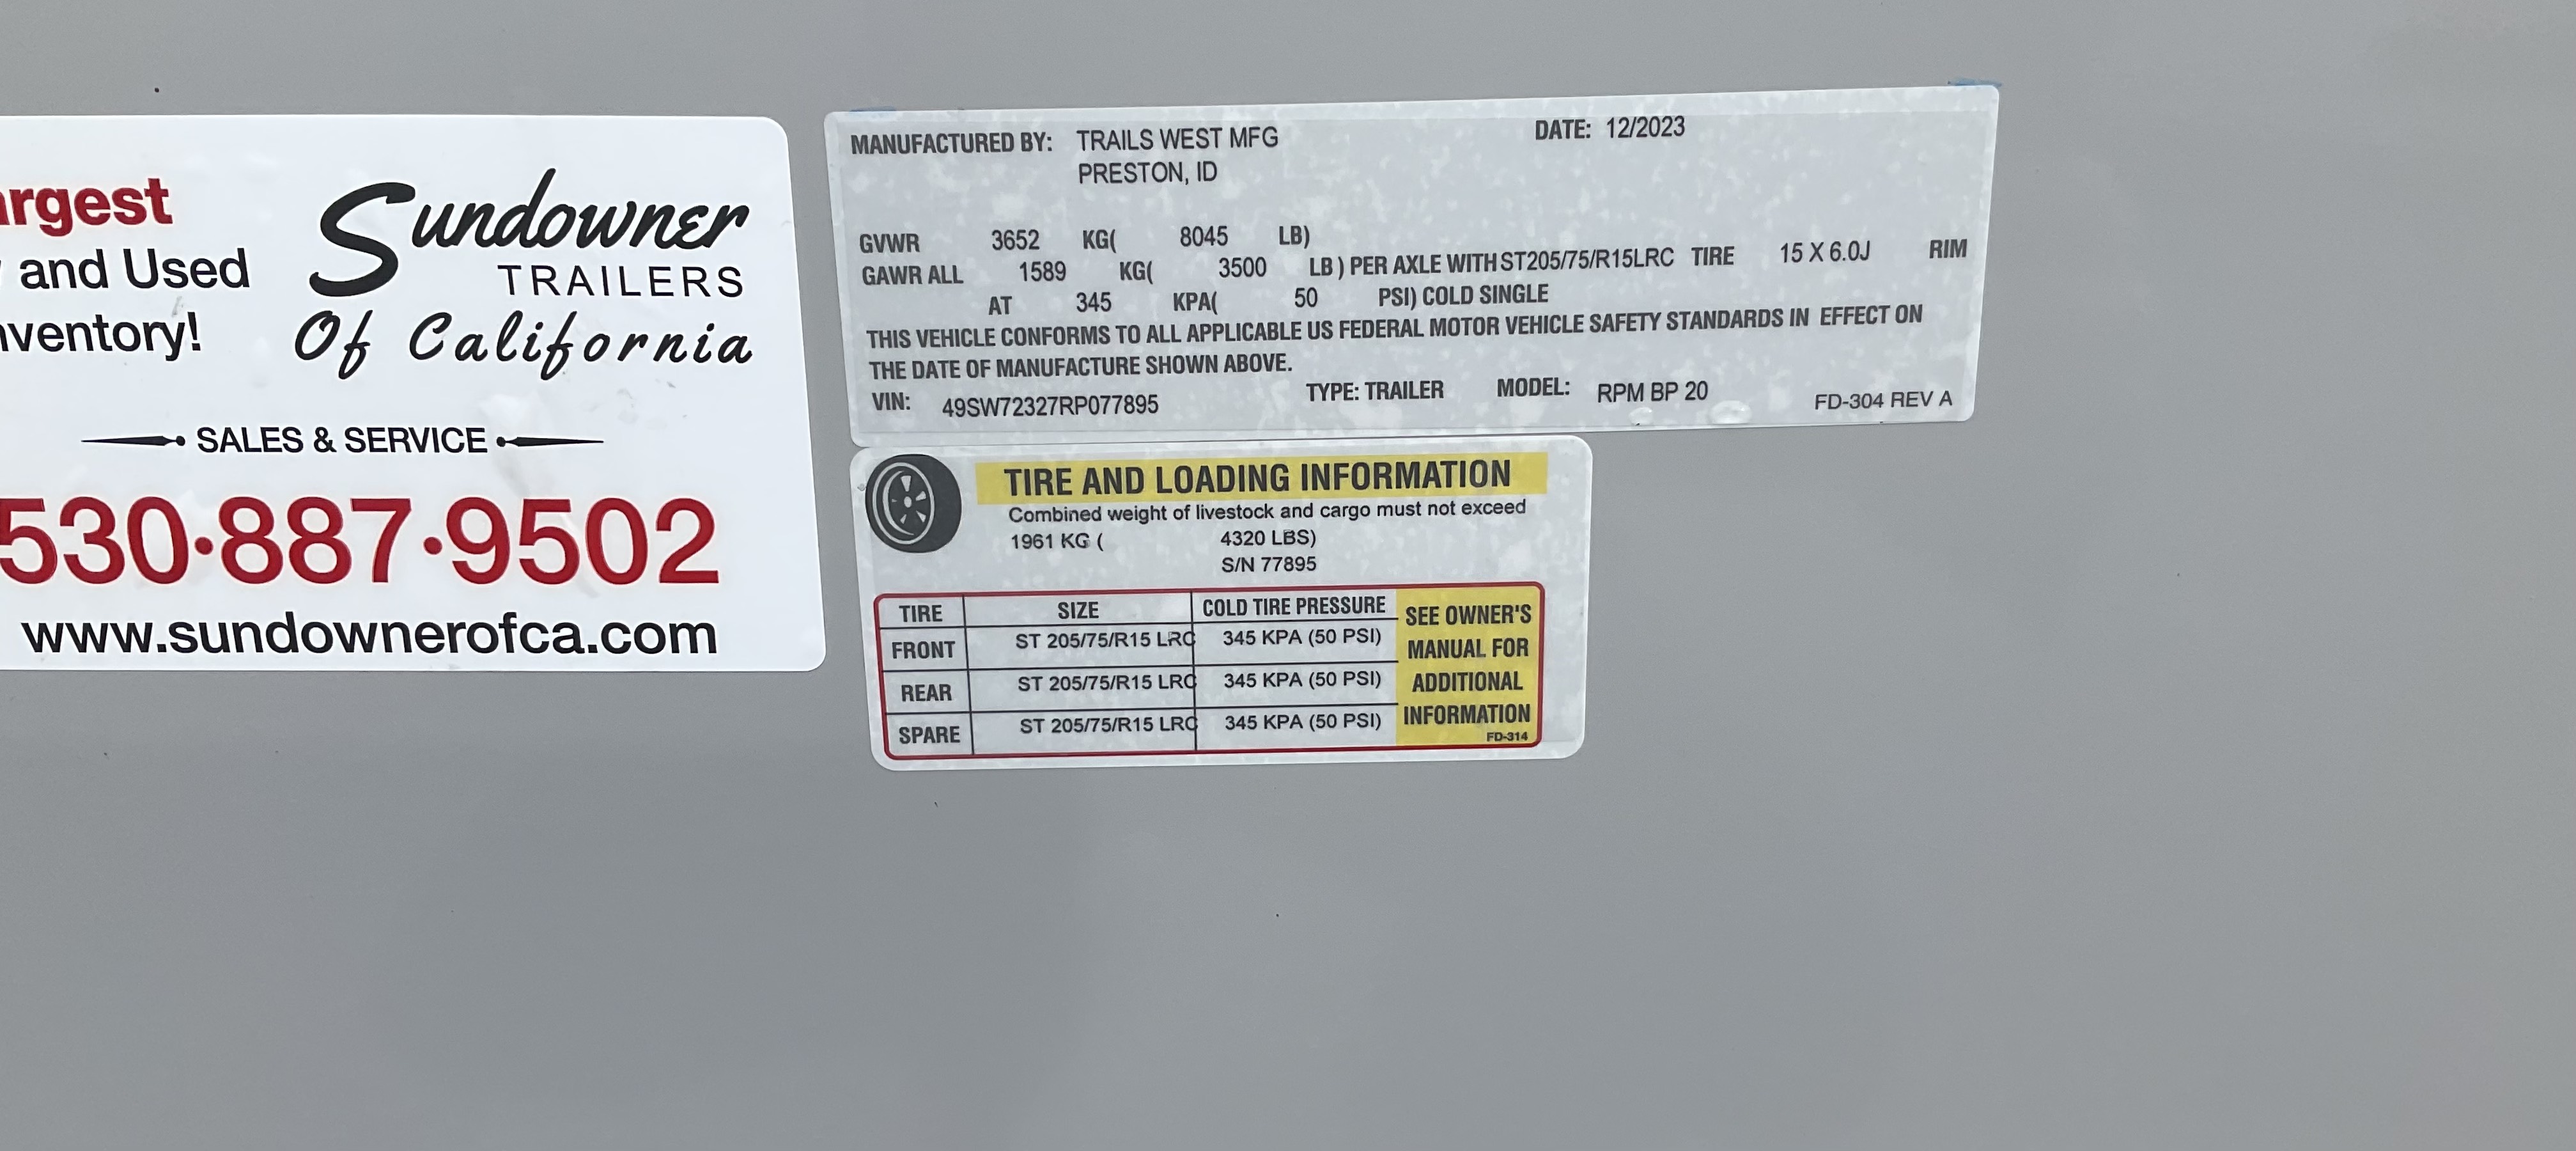 argest
and Used
nventory!
Sundowner
TRAILERS
Of California
SALES & SERVICE
530·887·9502
www.sundownerofca.com
MANUFACTURED BY: TRAILS WEST MFG DATE: 12/2023
PRESTON, ID
GVWR 3652 KG( 8045 LB)
GAWR ALL 1589 KG( 3500 LB ) PER AXLE WITH ST205/75/R15LRC TIRE 15 X 6.0J RIM
AT 345 KPA( 50 PSI) COLD SINGLE
THIS VEHICLE CONFORMS TO ALL APPLICABLE US FEDERAL MOTOR VEHICLE SAFETY STANDARDS IN EFFECT ON
THE DATE OF MANUFACTURE SHOWN ABOVE.
VIN: 49SW72327RP077895 TYPE: TRAILER MODEL: RPM BP 20 FD-304 REV A
TIRE AND LOADING INFORMATION
Combined weight of livestock and cargo must not exceed
1961 KG ( 4320 LBS)
S/N 77895
TIRE SIZE COLD TIRE PRESSURE
FRONT ST 205/75/R15 LRC 345 KPA (50 PSI)
REAR ST 205/75/R15 LRC 345 KPA (50 PSI)
SPARE ST 205/75/R15 LRC 345 KPA (50 PSI)
SEE OWNER'S
MANUAL FOR
ADDITIONAL
INFORMATION
FD-314